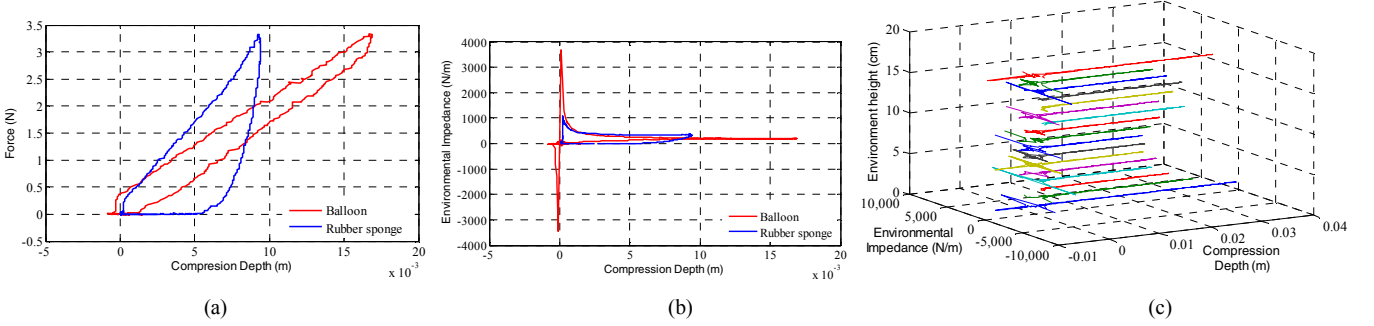 3.5
3
2.5
2
1.5
1
0.5
0
-0.5
Force (N)
-5
0
5
10
15
20
Compresion Depth (m)
x 10⁻³
Balloon
Rubber sponge
(a)
4000
3000
2000
1000
0
1000
2000
3000
4000
Environmental Impedance (N/m)
-5
0
5
10
15
20
Compression Depth (m)
x 10⁻³
Balloon
Rubber sponge
(b)
20
15
10
5
0
Environment height (cm)
10,000
5,000
0
-5,000
-10,000
Environmental
Impedance (N/m)
-0.01
0
0.01
0.02
0.03
0.04
Compression
Depth (m)
(c)